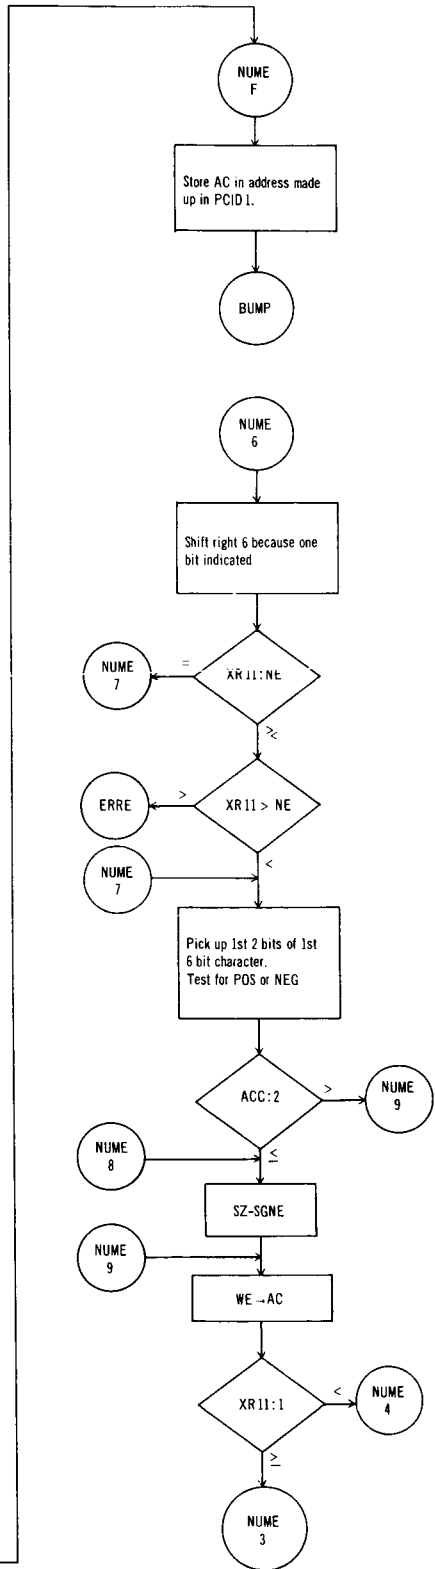 NUME
F
Store AC in address made
up in PCID 1.
BUMP
NUME
6
Shift right 6 because one
bit indicated
NUME
7
=
XR11:NE
><
ERRE
>
XR11 > NE
<
NUME
7
Pick up 1st 2 bits of 1st
6 bit character.
Test for POS or NEG
ACC:2
>
NUME
9
NUME
8
≤
SZ-SGNE
NUME
9
WE→AC
XR11:1
<
NUME
4
≥
NUME
3